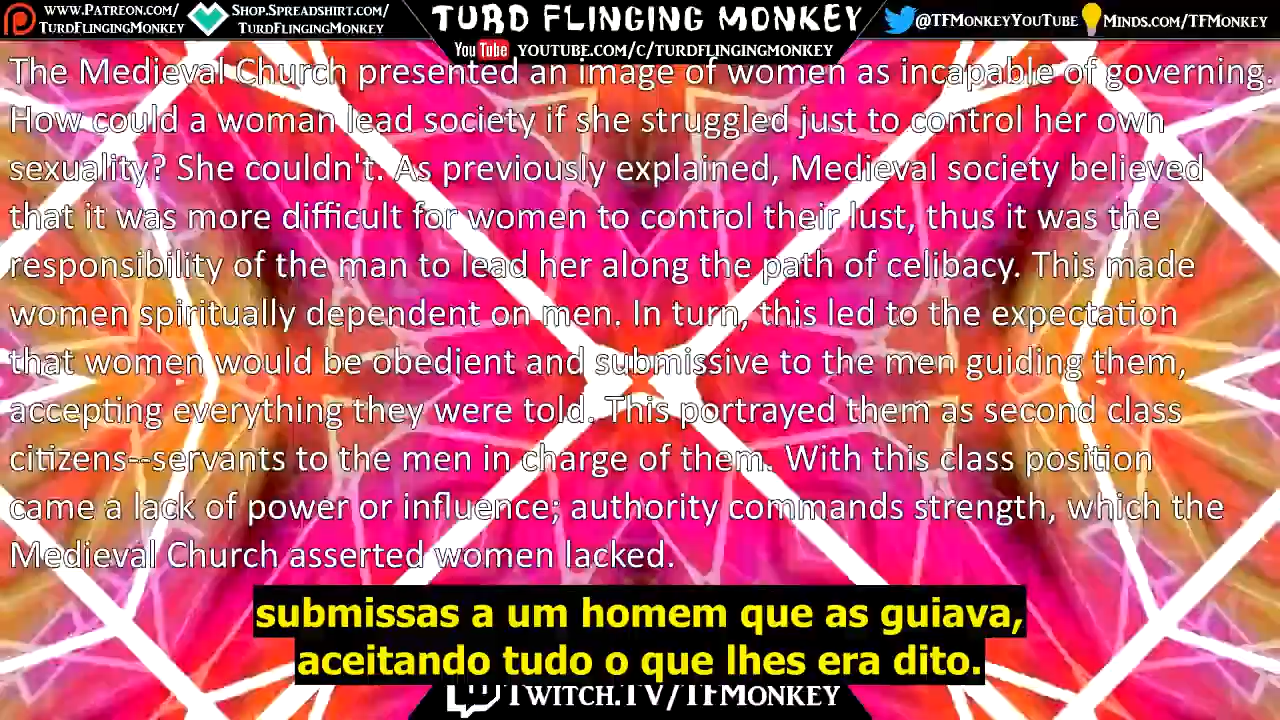 www.Patreon.com/
TurdFlingingMonkey
Shop.Spreadshirt.com/
TurdFlingingMonkey
TURD FLINGING MONKEY
You Tube youtube.com/c/turdflingingmonkey
@TFMonkeyYouTube
Minds.com/TFMonkey
The Medieval Church presented an image of women as incapable of governing.
How could a woman lead society if she struggled just to control her own
sexuality? She couldn't. As previously explained, Medieval society believed
that it was more difficult for women to control their lust, thus it was the
responsibility of the man to lead her along the path of celibacy. This made
women spiritually dependent on men. In turn, this led to the expectation
that women would be obedient and submissive to the men guiding them,
accepting everything they were told. This portrayed them as second class
citizens--servants to the men in charge of them. With this class position
came a lack of power or influence; authority commands strength, which the
Medieval Church asserted women lacked.
submissas a um homem que as guiava,
aceitando tudo o que lhes era dito.
Twitch.TV/TFMonkey